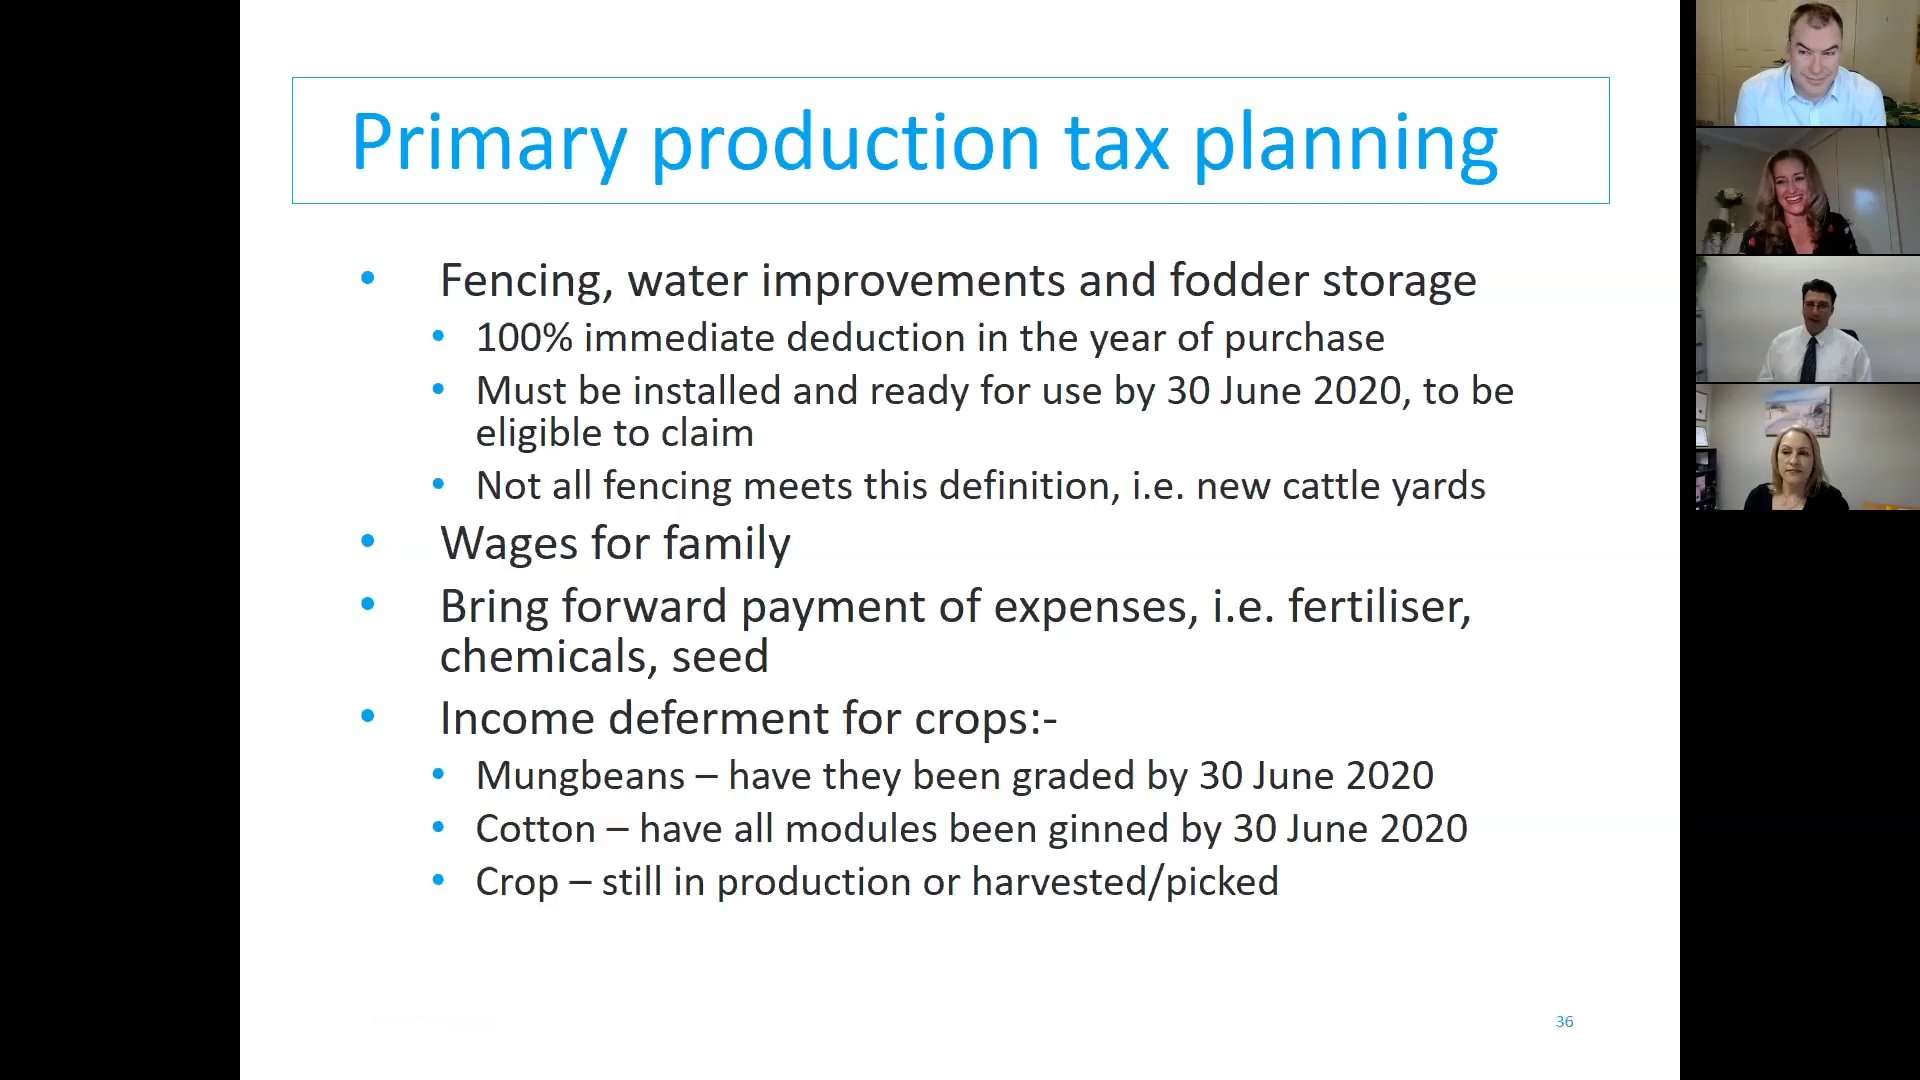 Primary production tax planning
• Fencing, water improvements and fodder storage
• 100% immediate deduction in the year of purchase
• Must be installed and ready for use by 30 June 2020, to be
eligible to claim
• Not all fencing meets this definition, i.e. new cattle yards
• Wages for family
• Bring forward payment of expenses, i.e. fertiliser,
chemicals, seed
• Income deferment for crops:-
• Mungbeans – have they been graded by 30 June 2020
• Cotton – have all modules been ginned by 30 June 2020
• Crop – still in production or harvested/picked
36